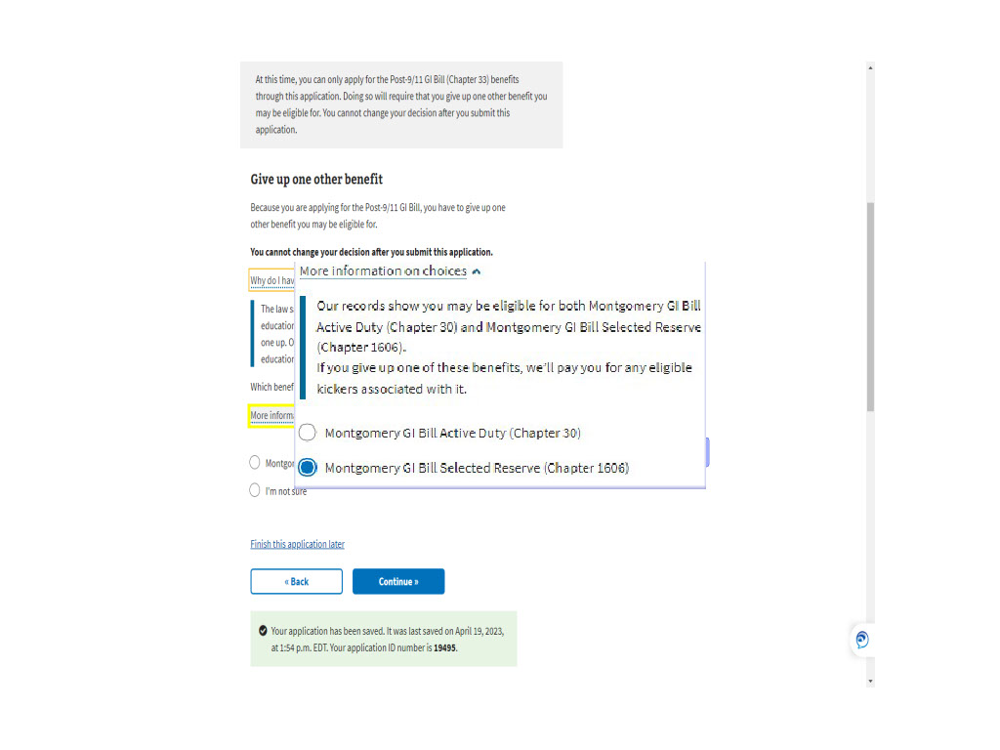 At this time, you can only apply for the Post-9/11 GI Bill (Chapter 33) benefits
through this application. Doing so will require that you give up one other benefit you
may be eligible for. You cannot change your decision after you submit this
application.
Give up one other benefit
Because you are applying for the Post-9/11 GI Bill, you have to give up one
other benefit you may be eligible for.
You cannot change your decision after you submit this application.
Why do I hav
The law s
education
one up. O
education
Which benef
More inform
More information on choices
Our records show you may be eligible for both Montgomery GI Bill
Active Duty (Chapter 30) and Montgomery GI Bill Selected Reserve
(Chapter 1606).
If you give up one of these benefits, we'll pay you for any eligible
kickers associated with it.
Montgomery GI Bill Active Duty (Chapter 30)
Montgomery GI Bill Selected Reserve (Chapter 1606)
Montgo
I'm not sure
Finish this application later
« Back
Continue »
Your application has been saved. It was last saved on April 19, 2023,
at 1:54 p.m. EDT. Your application ID number is 19495.